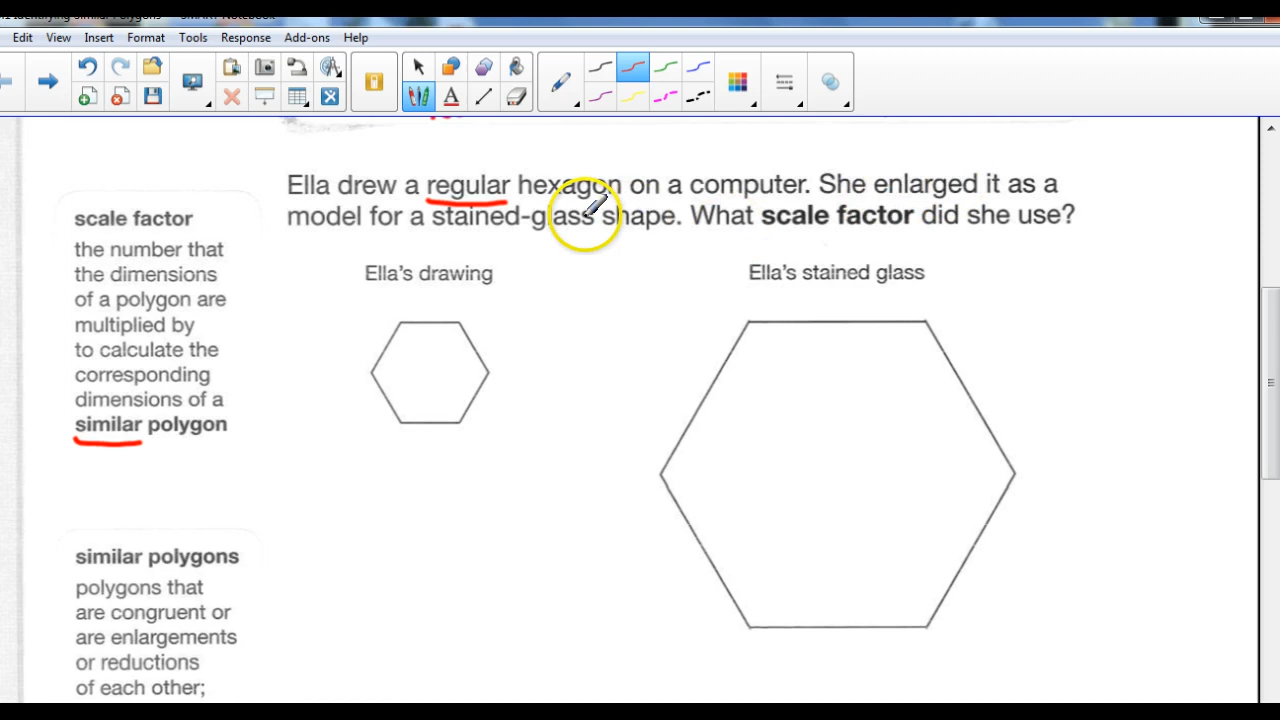 Edit View Insert Format Tools Response Add-ons Help
Ella drew a regular hexagon on a computer. She enlarged it as a
model for a stained-glass shape. What scale factor did she use?
scale factor
the number that
the dimensions
of a polygon are
multiplied by
to calculate the
corresponding
dimensions of a
similar polygon
Ella's drawing
Ella's stained glass
similar polygons
polygons that
are congruent or
are enlargements
or reductions
of each other;